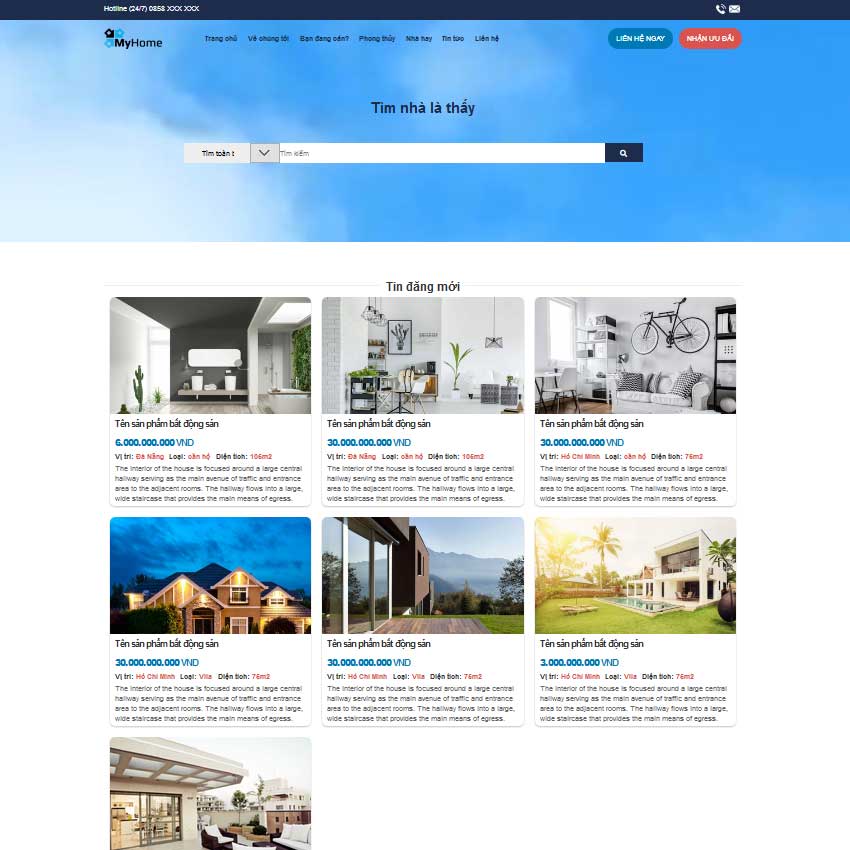 Hotline (24/7) 0858 XXX XXX
MyHome
Trang chủ Về chúng tôi Bạn đang cần? Phong thủy Nhà hay Tin tức Liên hệ
LIÊN HỆ NGAY NHẬN ƯU ĐÃI
Tìm nhà là thấy
Tìm toàn t Tìm kiếm
Tin đăng mới
Tên sản phẩm bất động sản
6.000.000.000 VND
Vị trí: Đà Nẵng Loại: căn hộ Diện tích: 106m2
The interior of the house is focused around a large central
hallway serving as the main avenue of traffic and entrance
area to the adjacent rooms. The hallway flows into a large,
wide staircase that provides the main means of egress.
Tên sản phẩm bất động sản
30.000.000.000 VND
Vị trí: Đà Nẵng Loại: căn hộ Diện tích: 106m2
The interior of the house is focused around a large central
hallway serving as the main avenue of traffic and entrance
area to the adjacent rooms. The hallway flows into a large,
wide staircase that provides the main means of egress.
Tên sản phẩm bất động sản
30.000.000.000 VND
Vị trí: Hồ Chí Minh Loại: căn hộ Diện tích: 76m2
The interior of the house is focused around a large central
hallway serving as the main avenue of traffic and entrance
area to the adjacent rooms. The hallway flows into a large,
wide staircase that provides the main means of egress.
Tên sản phẩm bất động sản
30.000.000.000 VND
Vị trí: Hồ Chí Minh Loại: Vila Diện tích: 76m2
The interior of the house is focused around a large central
hallway serving as the main avenue of traffic and entrance
area to the adjacent rooms. The hallway flows into a large,
wide staircase that provides the main means of egress.
Tên sản phẩm bất động sản
30.000.000.000 VND
Vị trí: Hồ Chí Minh Loại: Vila Diện tích: 76m2
The interior of the house is focused around a large central
hallway serving as the main avenue of traffic and entrance
area to the adjacent rooms. The hallway flows into a large,
wide staircase that provides the main means of egress.
Tên sản phẩm bất động sản
3.000.000.000 VND
Vị trí: Hồ Chí Minh Loại: Vila Diện tích: 76m2
The interior of the house is focused around a large central
hallway serving as the main avenue of traffic and entrance
area to the adjacent rooms. The hallway flows into a large,
wide staircase that provides the main means of egress.